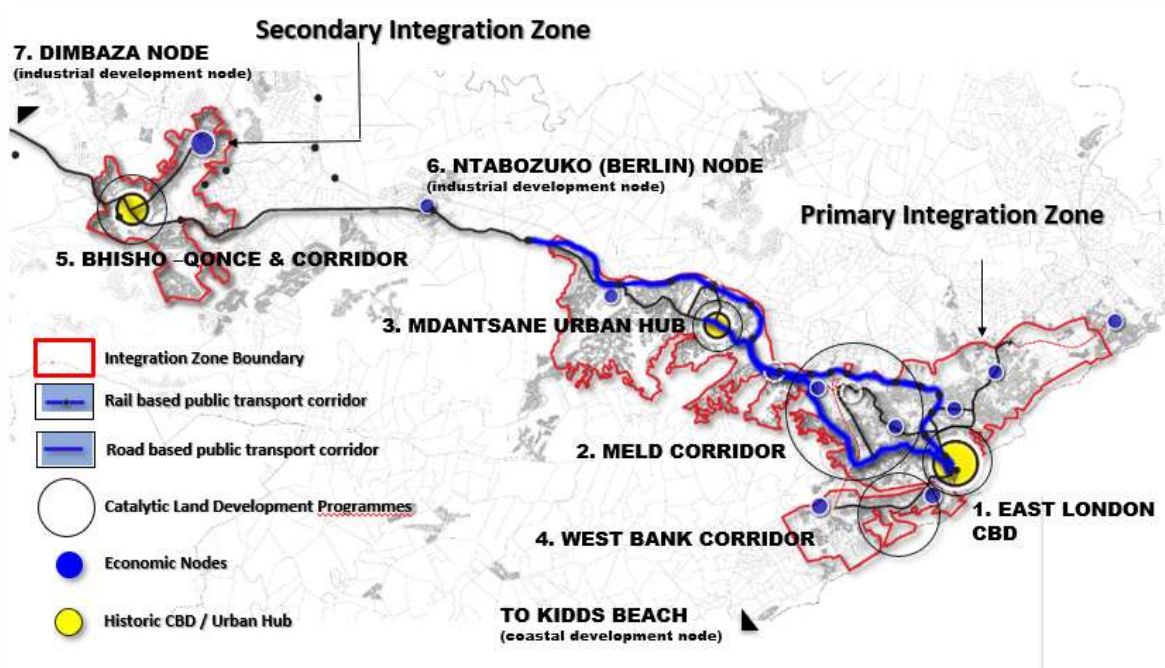 Secondary Integration Zone
7. DIMBAZA NODE
(industrial development node)
6. NTABOZUKO (BERLIN) NODE
(industrial development node)
Primary Integration Zone
5. BHISHO –QONCE & CORRIDOR
3. MDANTSANE URBAN HUB
Integration Zone Boundary
Rail based public transport corridor
Road based public transport corridor
2. MELD CORRIDOR
Catalytic Land Development Programmes
1. EAST LONDON
CBD
4. WEST BANK CORRIDOR
Economic Nodes
Historic CBD / Urban Hub
TO KIDDS BEACH
(coastal development node)